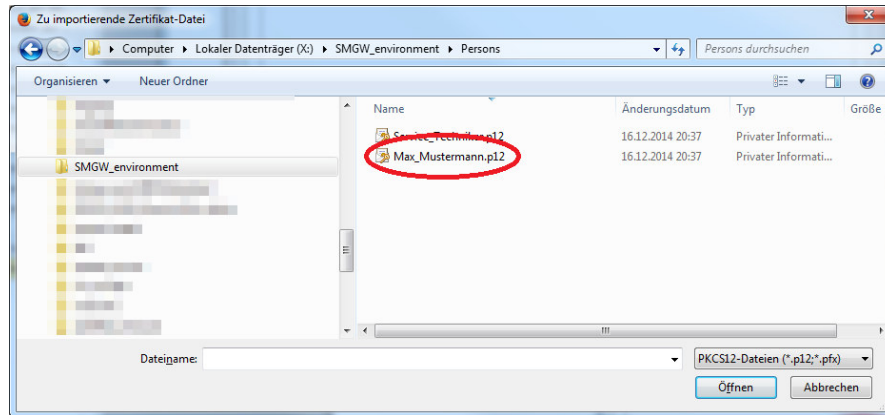 Zu importierende Zertifikat-Datei
Computer Lokaler Datenträger (X:) SMGW_environment Persons
Persons durchsuchen
Organisieren Neuer Ordner
Name Änderungsdatum Typ Größe
Service_Techniker.p12 16.12.2014 20:37 Privater Informati...
Max_Mustermann.p12 16.12.2014 20:37 Privater Informati...
SMGW_environment
Dateiname: PKCS12-Dateien (*.p12;*.pfx)
Öffnen Abbrechen